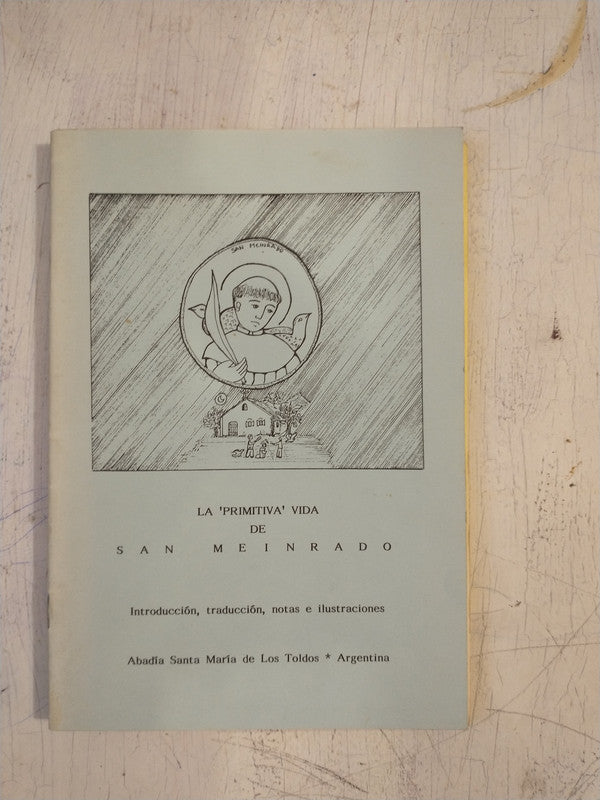 SAN MEINRADO
LA 'PRIMITIVA' VIDA
DE
SAN MEINRADO
Introducción, traducción, notas e ilustraciones
Abadía Santa María de Los Toldos * Argentina